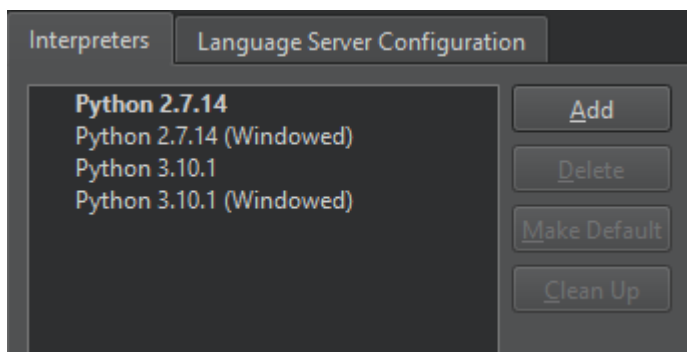 Interpreters
Language Server Configuration
Python 2.7.14
Python 2.7.14 (Windowed)
Python 3.10.1
Python 3.10.1 (Windowed)
Add
Delete
Make Default
Clean Up